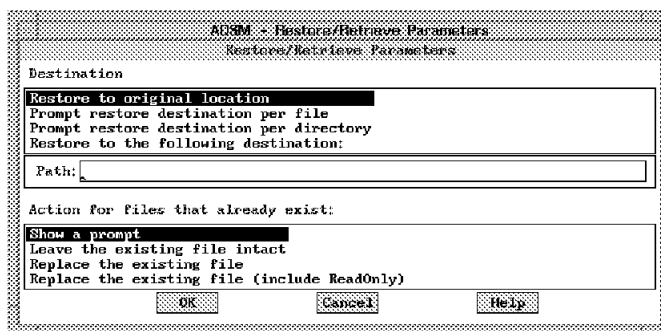 ADSM - Restore/Retrieve Parameters
Restore/Retrieve Parameters
Destination
Restore to original location
Prompt restore destination per file
Prompt restore destination per directory
Restore to the following destination:
Path:
Action for files that already exist:
Show a prompt
Leave the existing file intact
Replace the existing file
Replace the existing file (include ReadOnly)
OK Cancel Help